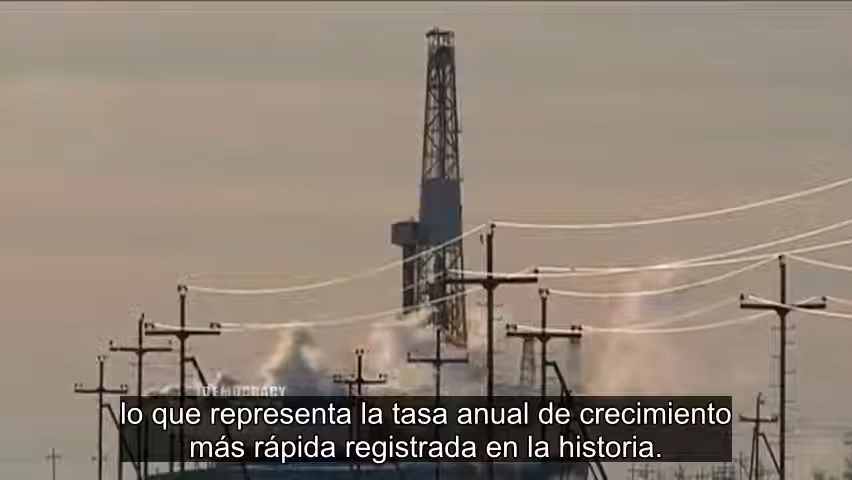 DEMOCRACY
lo que representa la tasa anual de crecimiento
más rápida registrada en la historia.